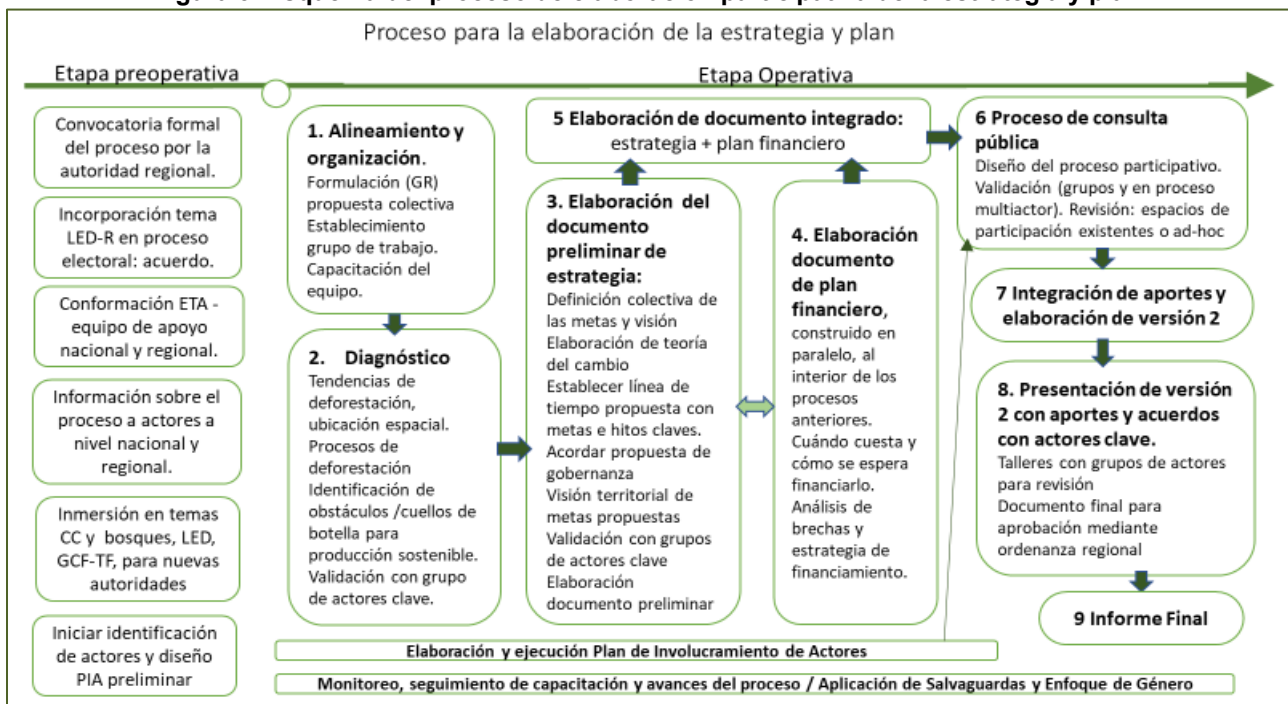 Proceso para la elaboración de la estrategia y plan
Etapa preoperativa
Etapa Operativa
Convocatoria formal
del proceso por la
autoridad regional.
Incorporación tema
LED-R en proceso
electoral: acuerdo.
Conformación ETA -
equipo de apoyo
nacional y regional.
Información sobre el
proceso a actores a
nivel nacional y
regional.
Inmersión en temas
CC y bosques, LED,
GCF-TF, para nuevas
autoridades
Iniciar identificación
de actores y diseño
PIA preliminar
1. Alineamiento y
organización.
Formulación (GR)
propuesta colectiva
Establecimiento
grupo de trabajo.
Capacitación del
equipo.
2. Diagnóstico
Tendencias de
deforestación,
ubicación espacial.
Procesos de
deforestación
Identificación de
obstáculos /cuellos de
botella para
producción sostenible.
Validación con grupo
de actores clave.
5 Elaboración de documento integrado:
estrategia + plan financiero
3. Elaboración del
documento
preliminar de
estrategia:
Definición colectiva de
las metas y visión
Elaboración de teoría
del cambio
Establecer línea de
tiempo propuesta con
metas e hitos claves.
Acordar propuesta de
gobernanza
Visión territorial de
metas propuestas
Validación con grupos
de actores clave
Elaboración
documento preliminar
4. Elaboración
documento
de plan
financiero,
construido en
paralelo, al
interior de los
procesos
anteriores.
Cuándo cuesta y
cómo se espera
financiarlo.
Análisis de
brechas y
estrategia de
financiamiento.
6 Proceso de consulta
pública
Diseño del proceso participativo.
Validación (grupos y en proceso
multiactor). Revisión: espacios de
participación existentes o ad-hoc
7 Integración de aportes y
elaboración de versión 2
8. Presentación de versión
2 con aportes y acuerdos
con actores clave.
Talleres con grupos de actores
para revisión
Documento final para
aprobación mediante
ordenanza regional
9 Informe Final
Elaboración y ejecución Plan de Involucramiento de Actores
Monitoreo, seguimiento de capacitación y avances del proceso / Aplicación de Salvaguardas y Enfoque de Género